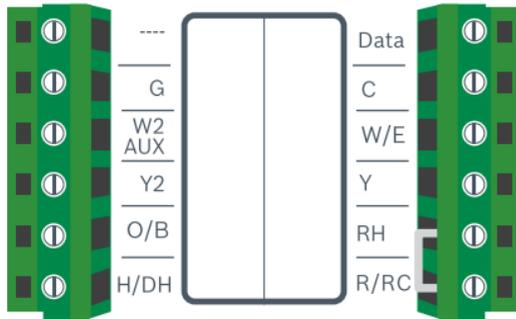 ----
G
W2
AUX
Y2
O/B
H/DH
Data
C
W/E
Y
RH
R/RC